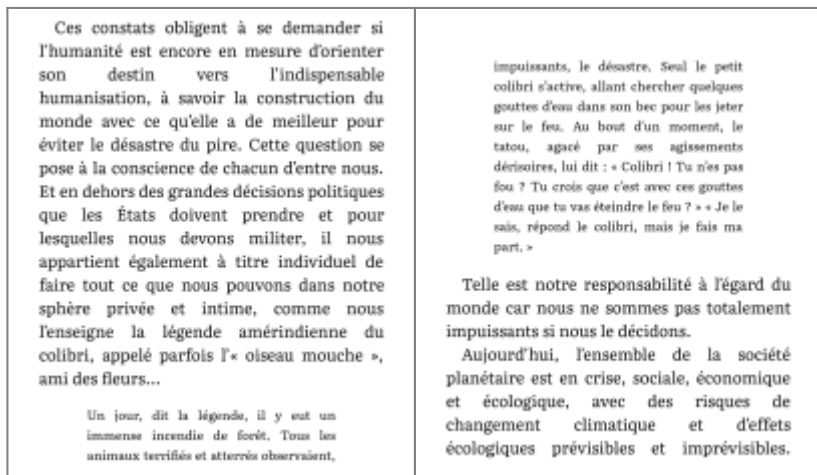 Ces constats obligent à se demander si
l'humanité est encore en mesure d'orienter
son destin vers l'indispensable
humanisation, à savoir la construction du
monde avec ce qu'elle a de meilleur pour
éviter le désastre du pire. Cette question se
pose à la conscience de chacun d'entre nous.
Et en dehors des grandes décisions politiques
que les États doivent prendre et pour
lesquelles nous devons militer, il nous
appartient également à titre individuel de
faire tout ce que nous pouvons dans notre
sphère privée et intime, comme nous
l'enseigne la légende amérindienne du
colibri, appelé parfois l'« oiseau mouche »,
ami des fleurs...
Un jour, dit la légende, il y eut un
immense incendie de forêt. Tous les
animaux terrifiés et atterrés observaient,
impuissants, le désastre. Seul le petit
colibri s'active, allant chercher quelques
gouttes d'eau dans son bec pour les jeter
sur le feu. Au bout d'un moment, le
tatou, agacé par ses agissements
dérisoires, lui dit : « Colibri ! Tu n'es pas
fou ? Tu crois que c'est avec ces gouttes
d'eau que tu vas éteindre le feu ? » « Je le
sais, répond le colibri, mais je fais ma
part. »
Telle est notre responsabilité à l'égard du
monde car nous ne sommes pas totalement
impuissants si nous le décidons.
Aujourd'hui, l'ensemble de la société
planétaire est en crise, sociale, économique
et écologique, avec des risques de
changement climatique et d'effets
écologiques prévisibles et imprévisibles.